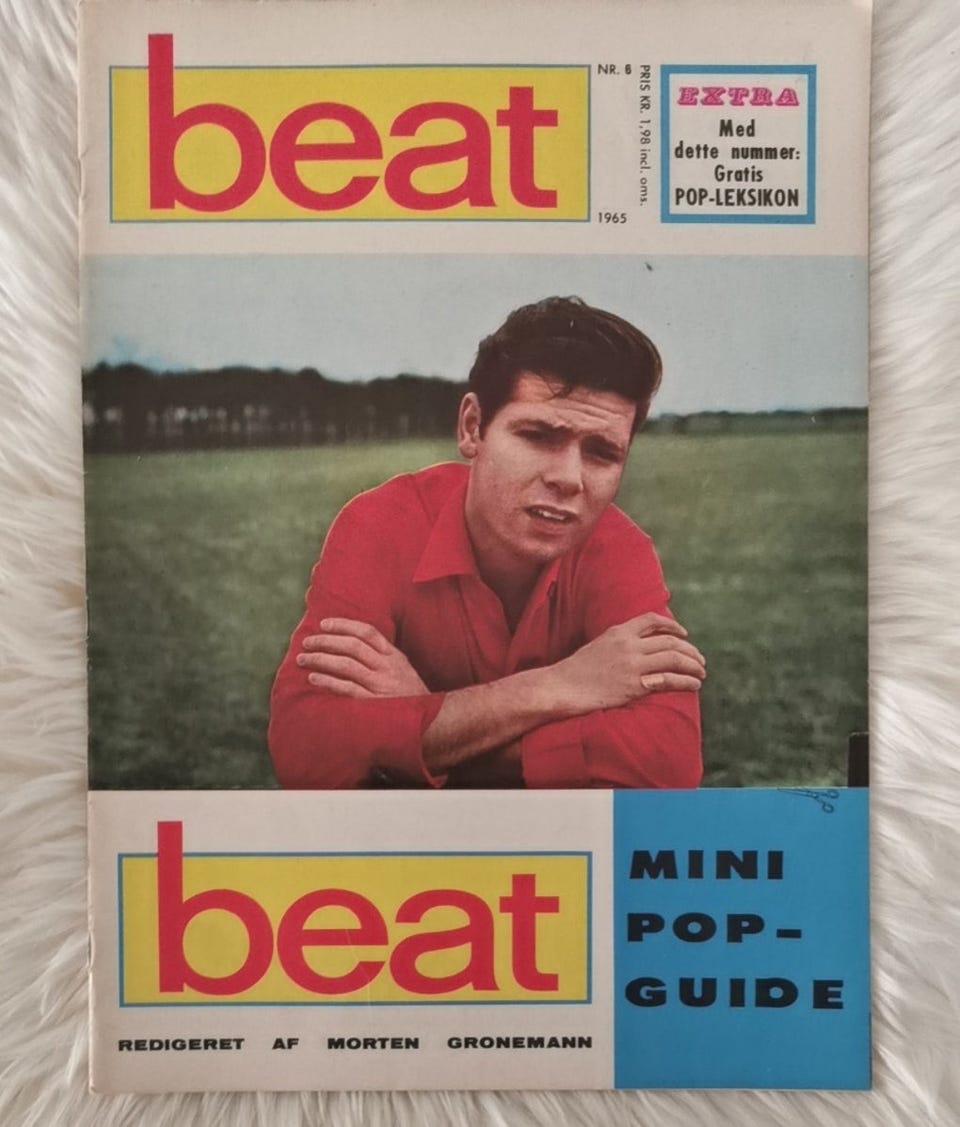 beat
NR. 6
PRIS KR. 1,98 incl. oms.
1965
EXTRA
Med
dette nummer:
Gratis
POP-LEKSIKON
beat
REDIGERET AF MORTEN GRONEMANN
MINI
POP-
GUIDE